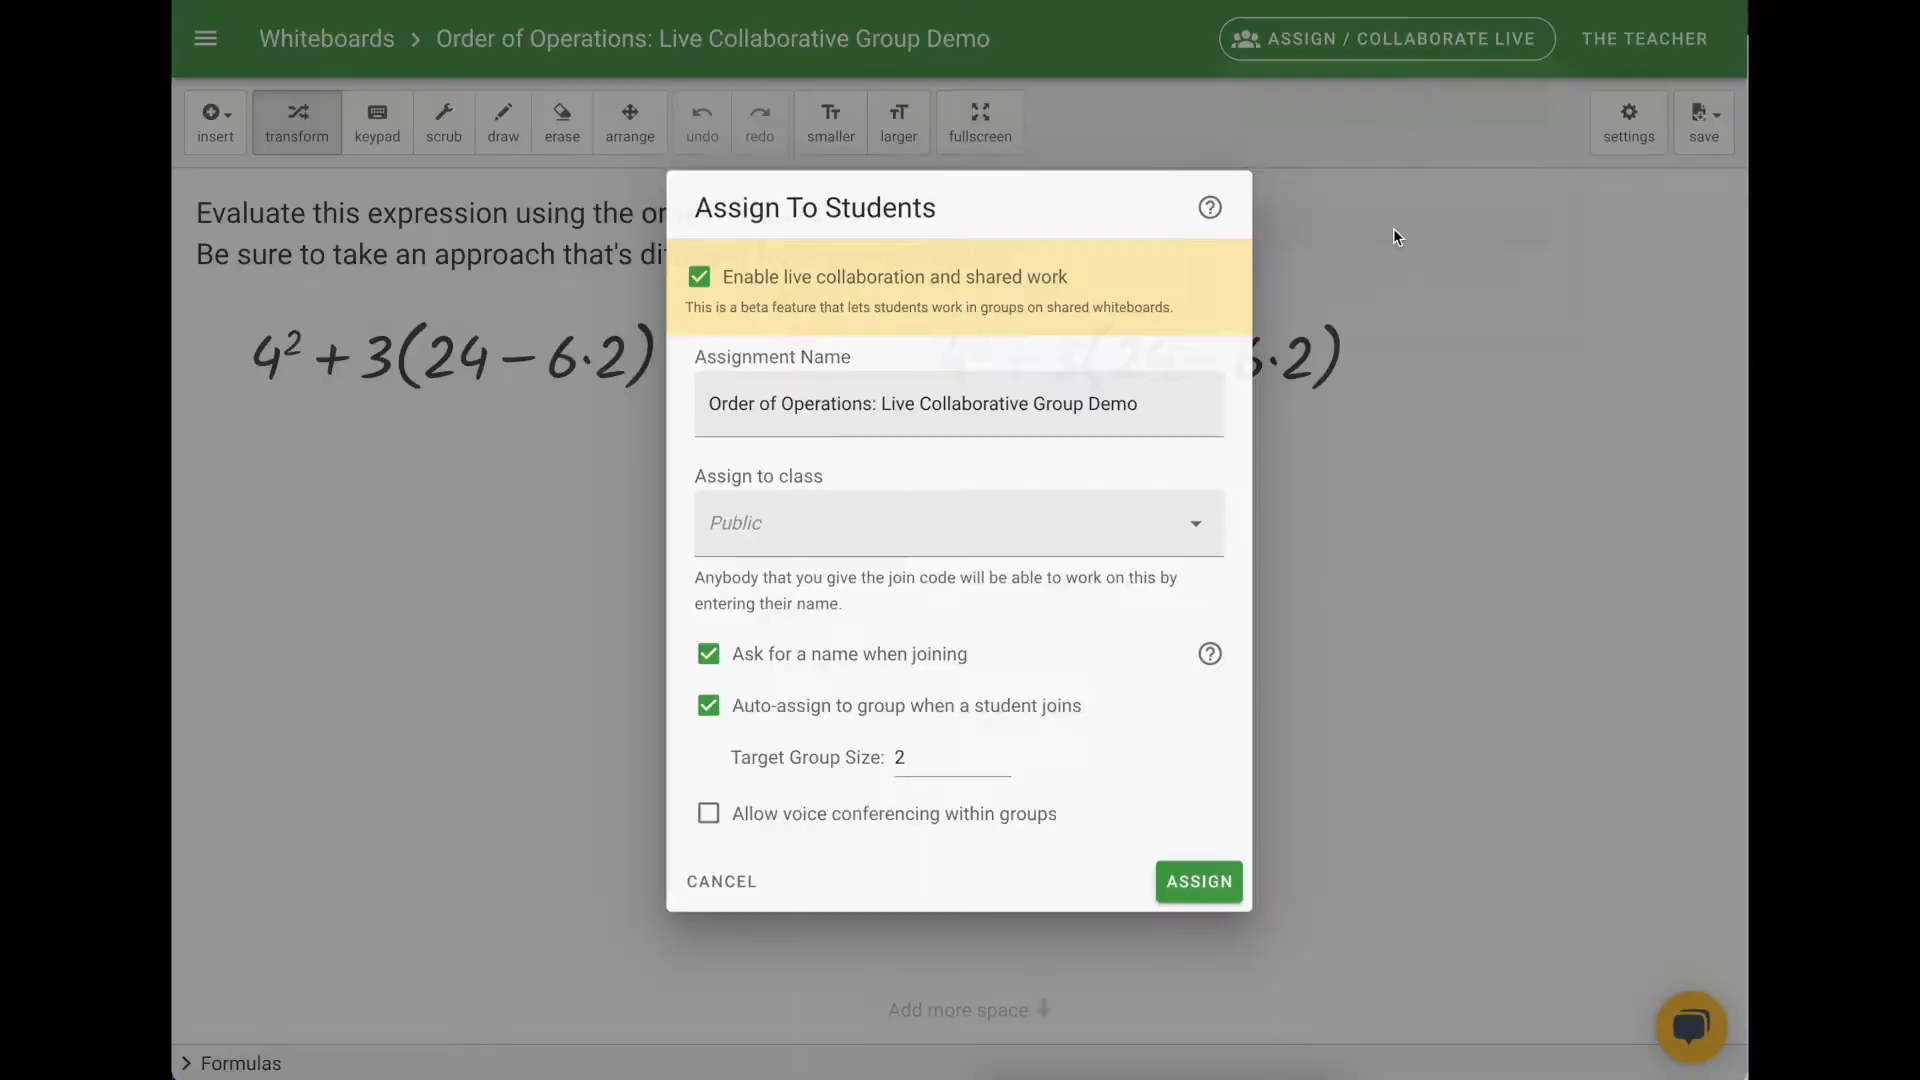 Whiteboards > Order of Operations: Live Collaborative Group Demo
ASSIGN / COLLABORATE LIVE
THE TEACHER
insert
transform
keypad
scrub
draw
erase
arrange
undo
redo
smaller
larger
fullscreen
settings
save
Evaluate this expression using the or
Be sure to take an approach that's di
4² + 3(24 − 6·2)
4² + 3(24 − 6·2)
Assign To Students
Enable live collaboration and shared work
This is a beta feature that lets students work in groups on shared whiteboards.
Assignment Name
Order of Operations: Live Collaborative Group Demo
Assign to class
Public
Anybody that you give the join code will be able to work on this by
entering their name.
Ask for a name when joining
Auto-assign to group when a student joins
Target Group Size: 2
Allow voice conferencing within groups
CANCEL
ASSIGN
Add more space
Formulas